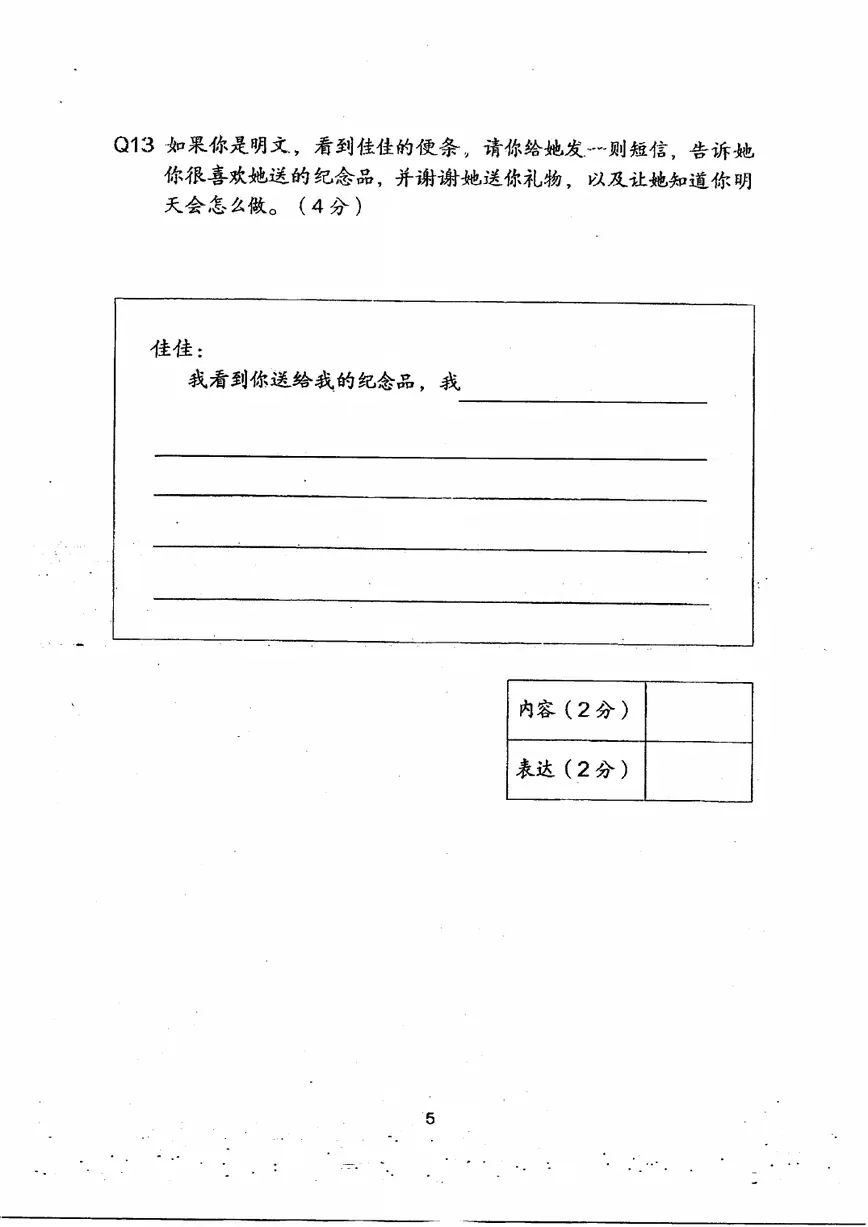 Q13 如果你是明文，看到佳佳的便条，请你给她发一则短信，告诉她
你很喜欢她送的纪念品，并谢谢她送你礼物，以及让她知道你明
天会怎么做。（4分）
佳佳：
我看到你送给我的纪念品，我
内容（2分）
表达（2分）
5